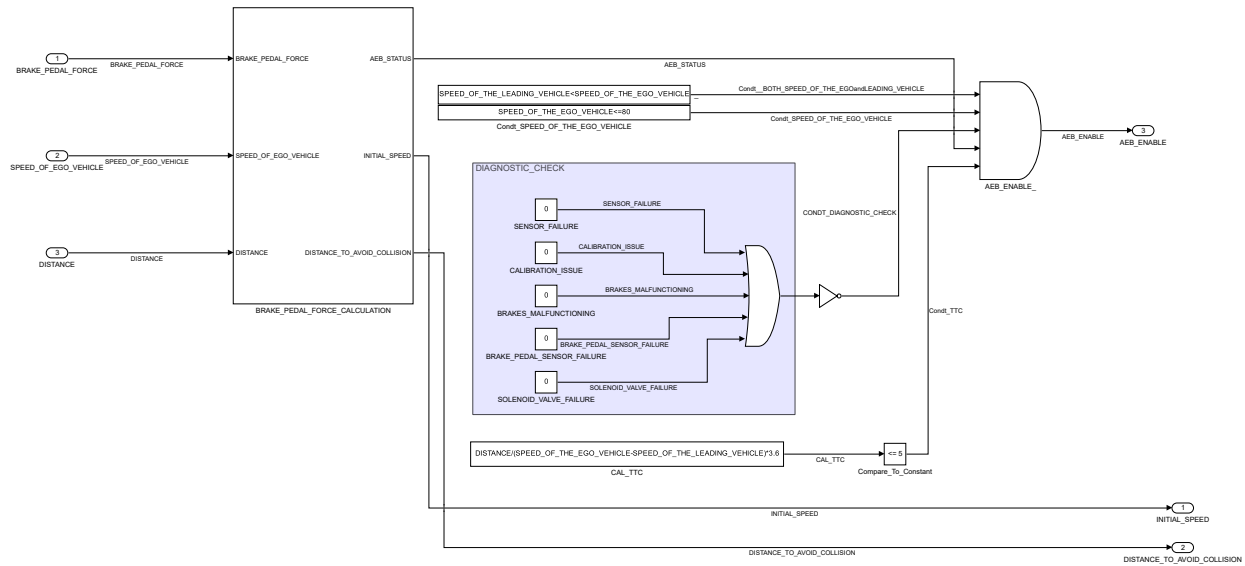 1
BRAKE_PEDAL_FORCE
BRAKE_PEDAL_FORCE
BRAKE_PEDAL_FORCE
AEB_STATUS
AEB_STATUS
2
SPEED_OF_EGO_VEHICLE
SPEED_OF_EGO_VEHICLE
SPEED_OF_EGO_VEHICLE
INITIAL_SPEED
3
DISTANCE
DISTANCE
DISTANCE
DISTANCE_TO_AVOID_COLLISION
BRAKE_PEDAL_FORCE_CALCULATION
SPEED_OF_THE_LEADING_VEHICLE<SPEED_OF_THE_EGO_VEHICLE
_
Condt__BOTH_SPEED_OF_THE_EGOandLEADING_VEHICLE
SPEED_OF_THE_EGO_VEHICLE<=80
Condt_SPEED_OF_THE_EGO_VEHICLE
Condt_SPEED_OF_THE_EGO_VEHICLE
AEB_ENABLE_
AEB_ENABLE
3
AEB_ENABLE
DIAGNOSTIC_CHECK
0
SENSOR_FAILURE
SENSOR_FAILURE
0
CALIBRATION_ISSUE
CALIBRATION_ISSUE
0
BRAKES_MALFUNCTIONING
BRAKES_MALFUNCTIONING
0
BRAKE_PEDAL_SENSOR_FAILURE
BRAKE_PEDAL_SENSOR_FAILURE
0
SOLENOID_VALVE_FAILURE
SOLENOID_VALVE_FAILURE
CONDT_DIAGNOSTIC_CHECK
Condt_TTC
DISTANCE/(SPEED_OF_THE_EGO_VEHICLE-SPEED_OF_THE_LEADING_VEHICLE)*3.6
CAL_TTC
CAL_TTC
<= 5
Compare_To_Constant
INITIAL_SPEED
1
INITIAL_SPEED
DISTANCE_TO_AVOID_COLLISION
2
DISTANCE_TO_AVOID_COLLISION